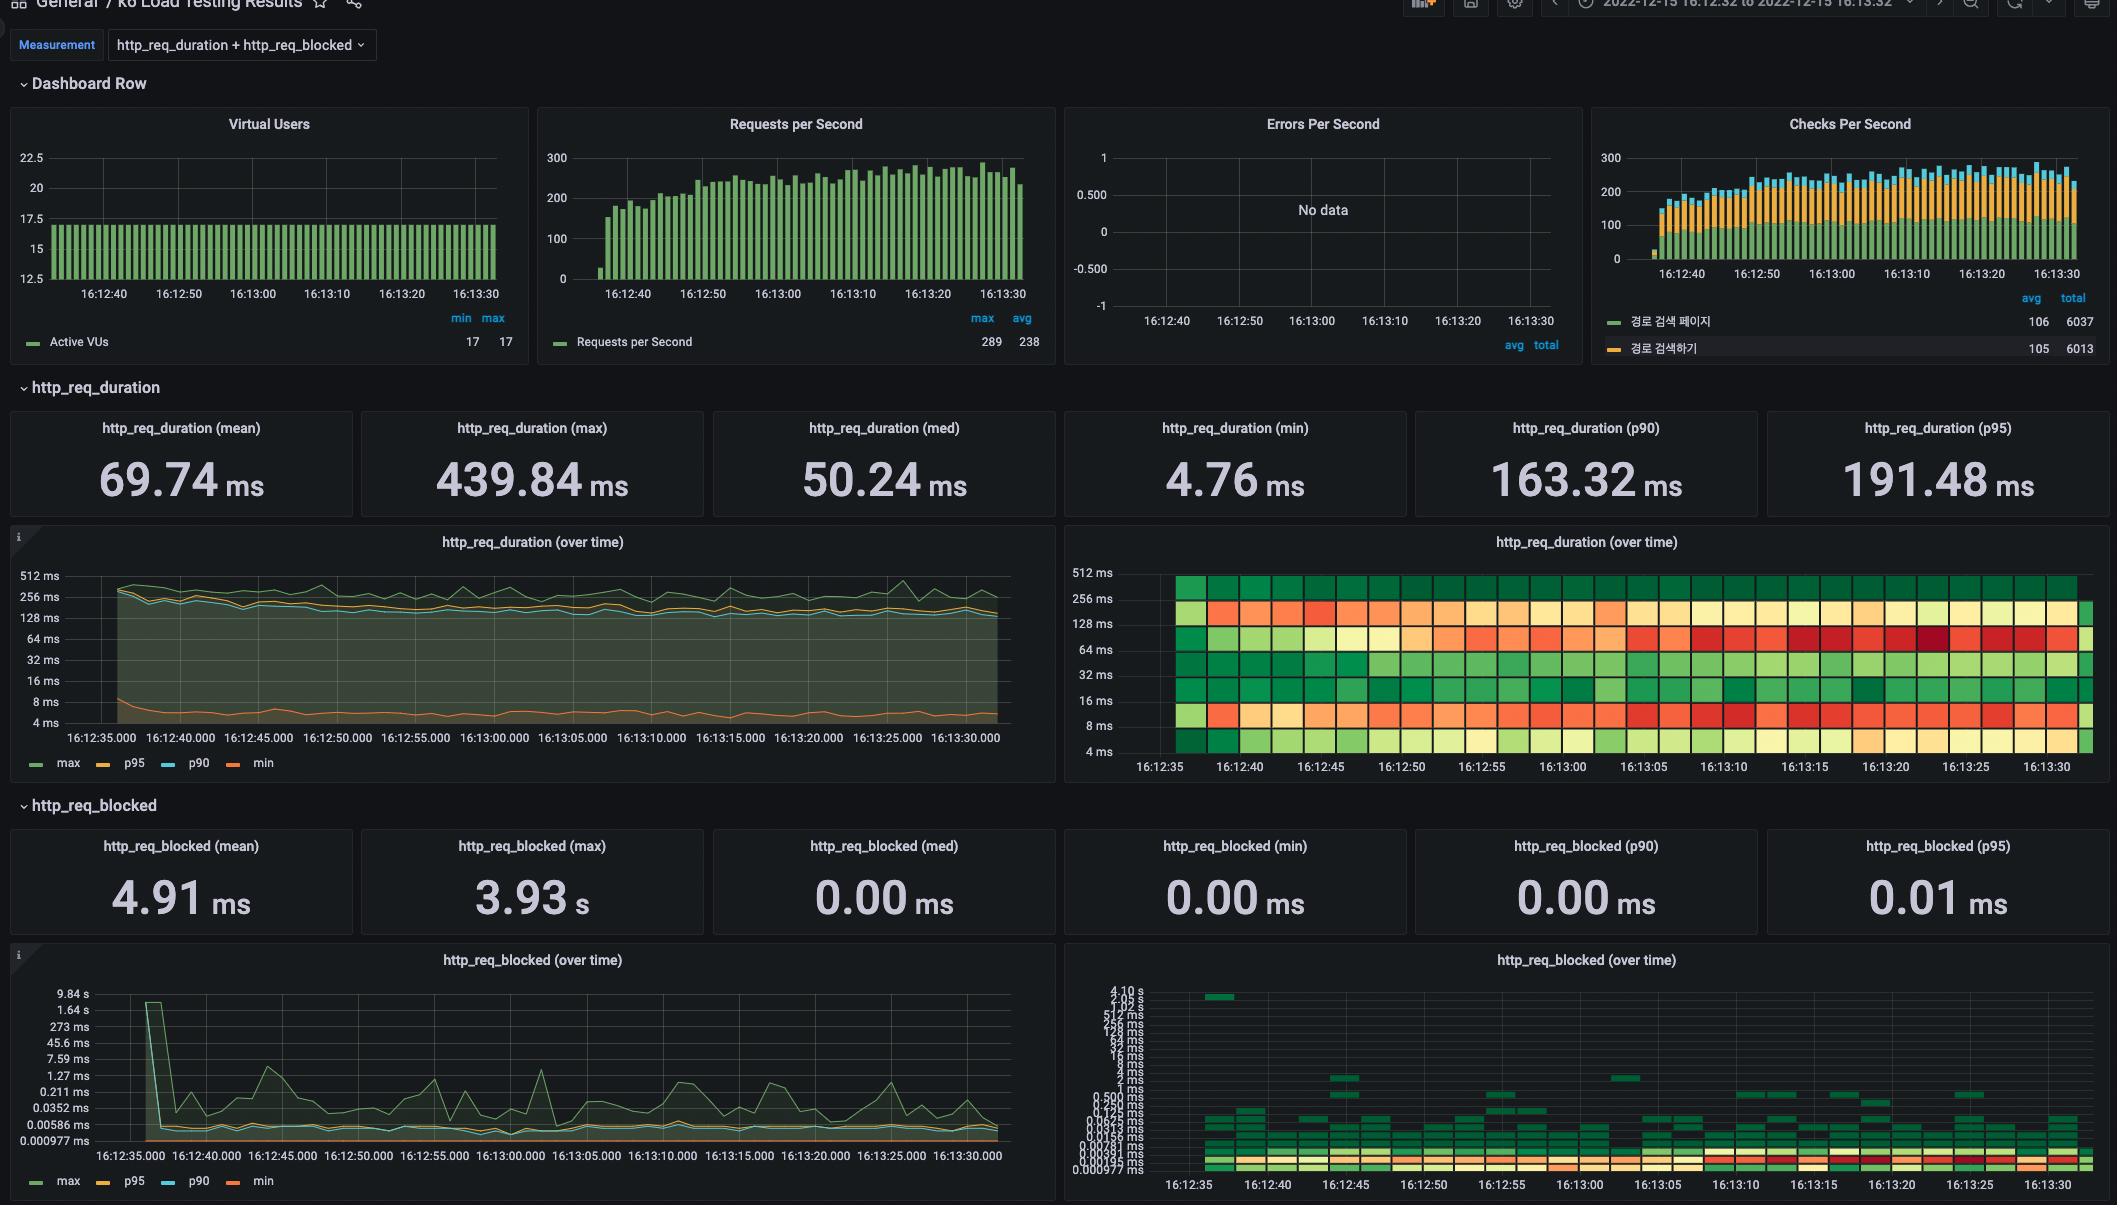 General / k6 Load Testing Results
2022-12-15 16:12:32 to 2022-12-15 16:13:32
Measurement
http_req_duration + http_req_blocked
Dashboard Row
Virtual Users
22.5
20
17.5
15
12.5
16:12:40 16:12:50 16:13:00 16:13:10 16:13:20 16:13:30
min max
Active VUs 17 17
Requests per Second
300
200
100
0
16:12:40 16:12:50 16:13:00 16:13:10 16:13:20 16:13:30
max avg
Requests per Second 289 238
Errors Per Second
1
0.500
0
-0.500
-1
No data
16:12:40 16:12:50 16:13:00 16:13:10 16:13:20 16:13:30
avg total
Checks Per Second
300
200
100
0
16:12:40 16:12:50 16:13:00 16:13:10 16:13:20 16:13:30
avg total
경로 검색 페이지 106 6037
경로 검색하기 105 6013
http_req_duration
http_req_duration (mean)
69.74 ms
http_req_duration (max)
439.84 ms
http_req_duration (med)
50.24 ms
http_req_duration (min)
4.76 ms
http_req_duration (p90)
163.32 ms
http_req_duration (p95)
191.48 ms
http_req_duration (over time)
512 ms
256 ms
128 ms
64 ms
32 ms
16 ms
8 ms
4 ms
16:12:35.000 16:12:40.000 16:12:45.000 16:12:50.000 16:12:55.000 16:13:00.000 16:13:05.000 16:13:10.000 16:13:15.000 16:13:20.000 16:13:25.000 16:13:30.000
max p95 p90 min
http_req_duration (over time)
512 ms
256 ms
128 ms
64 ms
32 ms
16 ms
8 ms
4 ms
16:12:35 16:12:40 16:12:45 16:12:50 16:12:55 16:13:00 16:13:05 16:13:10 16:13:15 16:13:20 16:13:25 16:13:30
http_req_blocked
http_req_blocked (mean)
4.91 ms
http_req_blocked (max)
3.93 s
http_req_blocked (med)
0.00 ms
http_req_blocked (min)
0.00 ms
http_req_blocked (p90)
0.00 ms
http_req_blocked (p95)
0.01 ms
http_req_blocked (over time)
9.84 s
1.64 s
273 ms
45.6 ms
7.59 ms
1.27 ms
0.211 ms
0.0352 ms
0.00586 ms
0.000977 ms
16:12:35.000 16:12:40.000 16:12:45.000 16:12:50.000 16:12:55.000 16:13:00.000 16:13:05.000 16:13:10.000 16:13:15.000 16:13:20.000 16:13:25.000 16:13:30.000
max p95 p90 min
http_req_blocked (over time)
4.10 s
2.05 s
1.02 s
512 ms
256 ms
128 ms
64 ms
32 ms
16 ms
8 ms
4 ms
2 ms
1 ms
0.500 ms
0.250 ms
0.125 ms
0.0625 ms
0.0313 ms
0.0156 ms
0.00781 ms
0.00391 ms
0.00195 ms
0.000977 ms
16:12:35 16:12:40 16:12:45 16:12:50 16:12:55 16:13:00 16:13:05 16:13:10 16:13:15 16:13:20 16:13:25 16:13:30